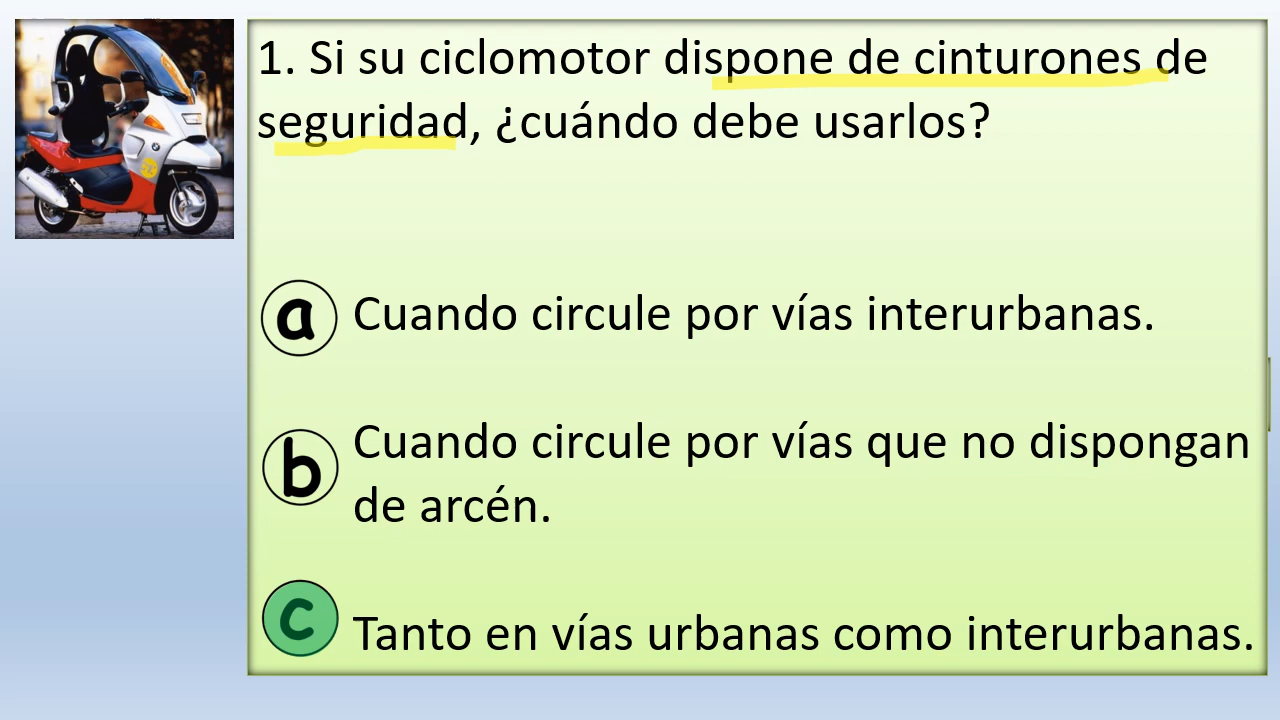 1. Si su ciclomotor dispone de cinturones de
seguridad, ¿cuándo debe usarlos?
a Cuando circule por vías interurbanas.
b Cuando circule por vías que no dispongan
de arcén.
c Tanto en vías urbanas como interurbanas.